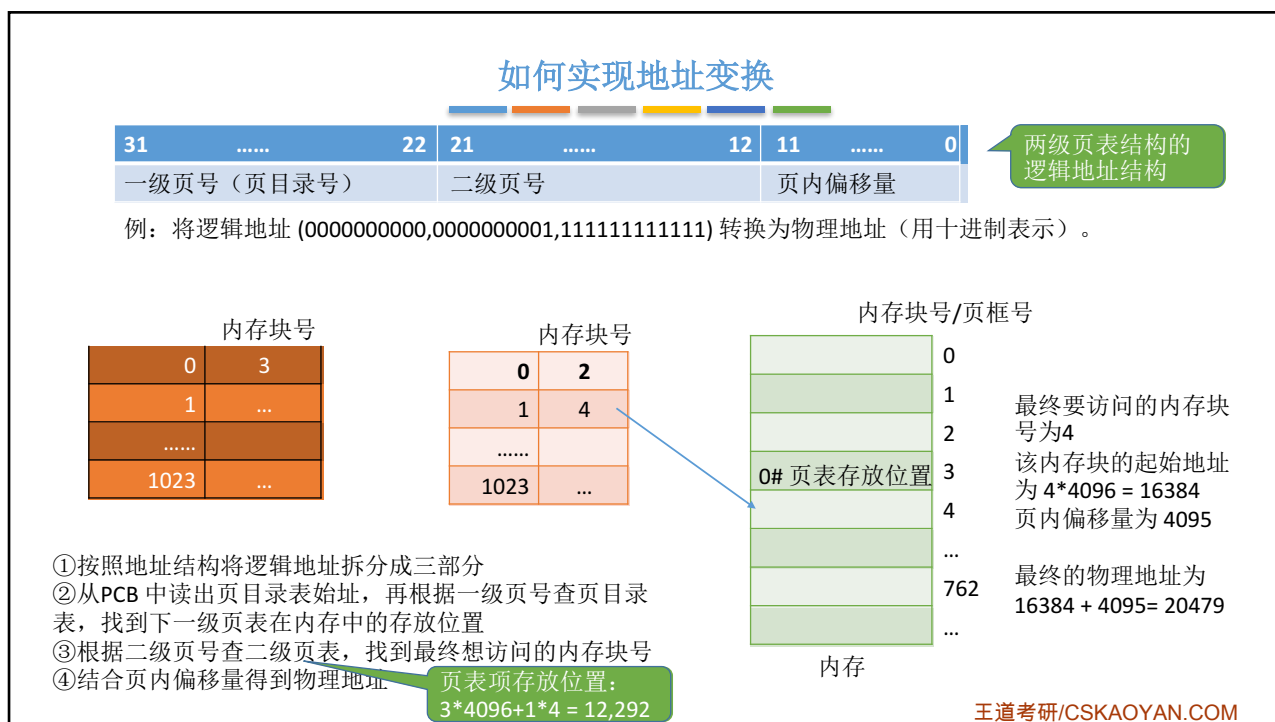 如何实现地址变换
31 …… 22 21 …… 12 11 …… 0
一级页号（页目录号） 二级页号 页内偏移量
两级页表结构的
逻辑地址结构
例：将逻辑地址 (0000000000,0000000001,111111111111) 转换为物理地址（用十进制表示）。
内存块号
0 3
1 …
……
1023 …
内存块号
0 2
1 4
……
1023 …
内存块号/页框号
0
1
2
0# 页表存放位置 3
4
…
762
…
内存
最终要访问的内存块
号为4
该内存块的起始地址
为 4*4096 = 16384
页内偏移量为 4095
最终的物理地址为
16384 + 4095= 20479
①按照地址结构将逻辑地址拆分成三部分
②从PCB 中读出页目录表始址，再根据一级页号查页目录
表，找到下一级页表在内存中的存放位置
③根据二级页号查二级页表，找到最终想访问的内存块号
④结合页内偏移量得到物理地址
页表项存放位置：
3*4096+1*4 = 12,292
王道考研/CSKAOYAN.COM